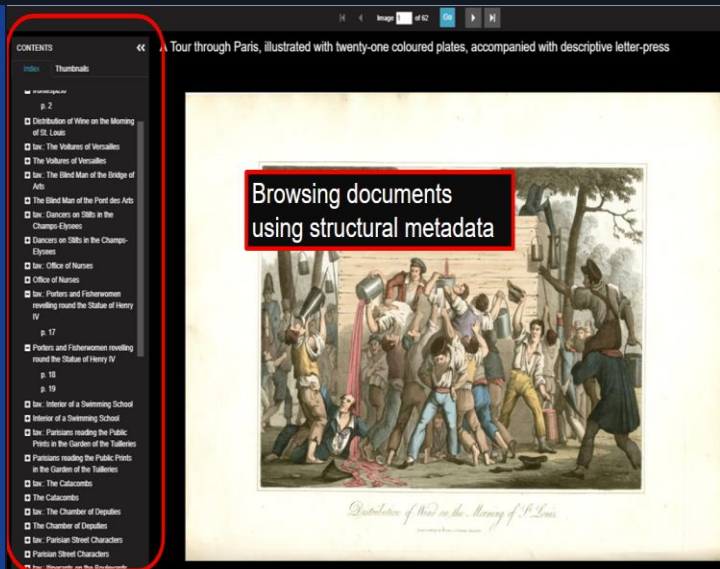 Image 1 of 62 Go
CONTENTS
A Tour through Paris, illustrated with twenty-one coloured plates, accompanied with descriptive letter-press
Index Thumbnails
frontespizio
p. 2
Distribution of Wine on the Morning
of St. Louis
tav.: The Voitures of Versailles
The Voitures of Versailles
tav.: The Blind Man of the Bridge of
Arts
The Blind Man of the Pont des Arts
tav.: Dancers on Stilts in the
Champs-Elysees
Dancers on Stilts in the Champs-
Elysees
tav.: Office of Nurses
Office of Nurses
tav.: Porters and Fisherwomen
revelling round the Statue of Henry
IV
p. 17
Porters and Fisherwomen revelling
round the Statue of Henry IV
p. 18
p. 19
tav.: Interior of a Swimming School
Interior of a Swimming School
tav.: Parisians reading the Public
Prints in the Garden of the Tuilleries
Parisians reading the Public Prints
in the Garden of the Tuilleries
tav.: The Catacombs
The Catacombs
tav.: The Chamber of Deputies
The Chamber of Deputies
tav.: Parisian Street Characters
Parisian Street Characters
tav.: Itinerants on the Boulevards
Browsing documents
using structural metadata
Distribution of Wine on the Morning of St. Louis